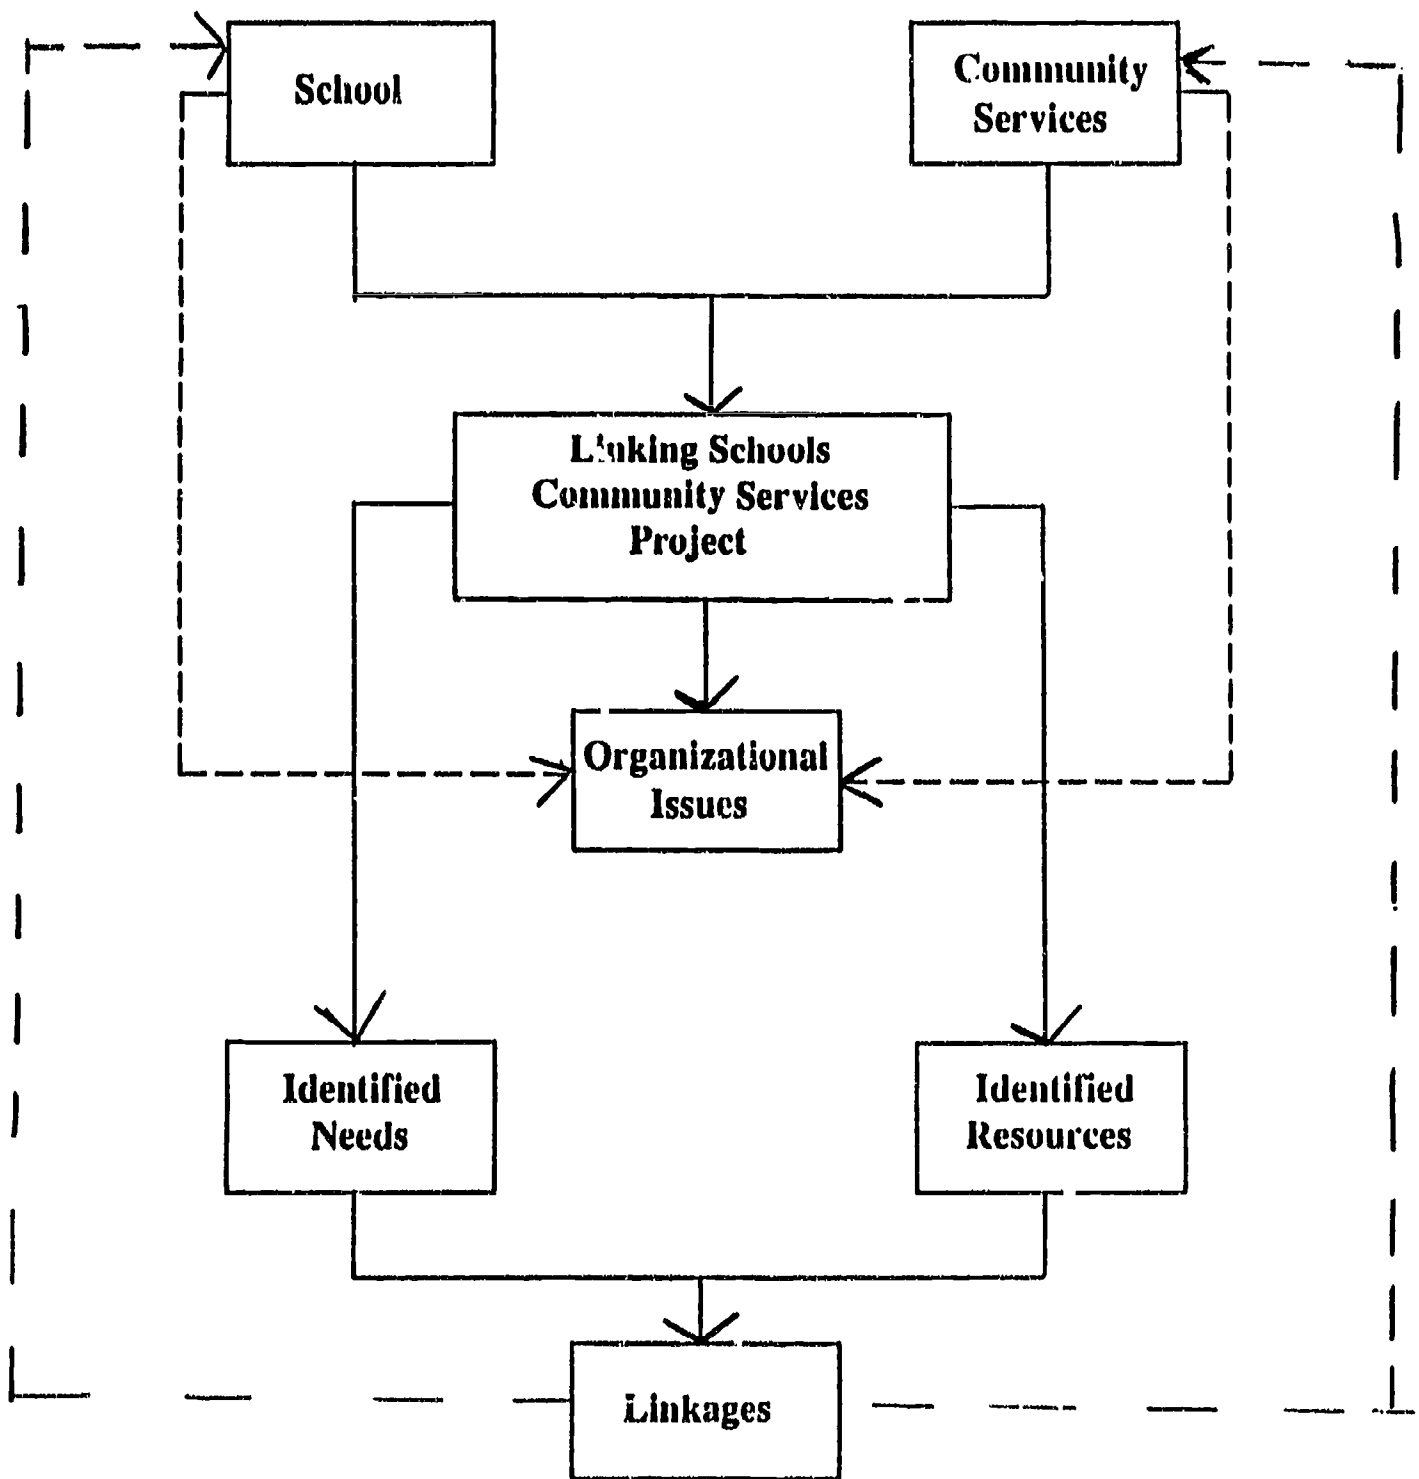 School
Community
Services
Linking Schools
Community Services
Project
Organizational
Issues
Identified
Needs
Identified
Resources
Linkages